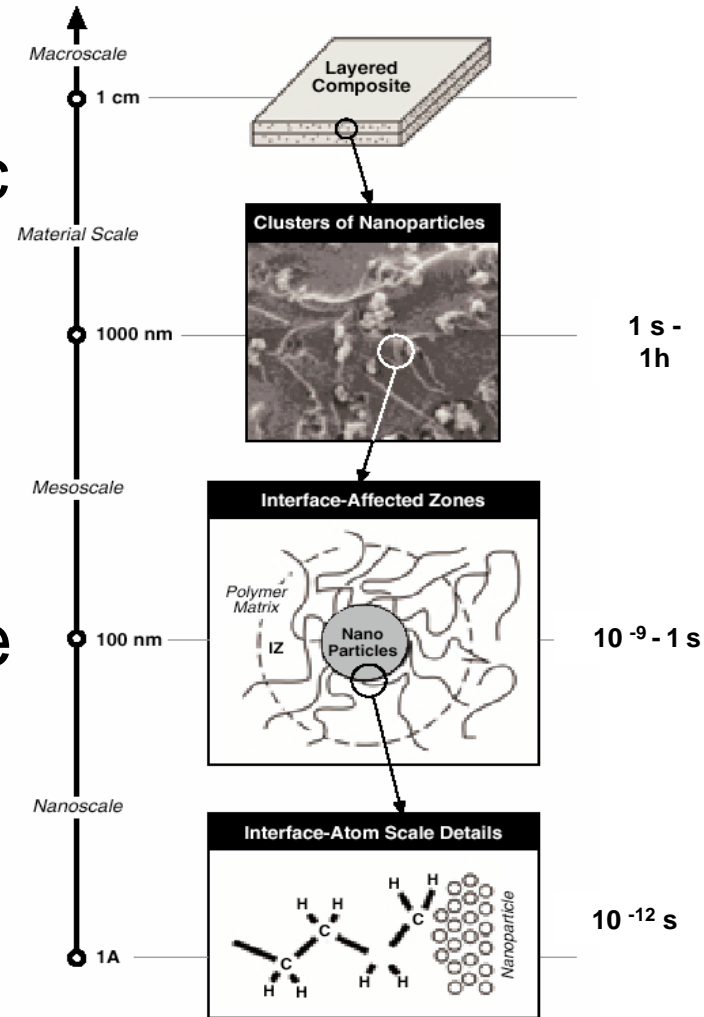 Macroscale
1 cm
Layered
Composite
c
Clusters of Nanoparticles
Material Scale
1000 nm
1 s -
1h
Mesoscale
Interface-Affected Zones
Polymer
Matrix
IZ
Nano
Particles
e
100 nm
10 -9 - 1 s
Nanoscale
Interface-Atom Scale Details
H
H
H
H
C
C
C
H
H
H
H
Nanoparticle
10 -12 s
1A